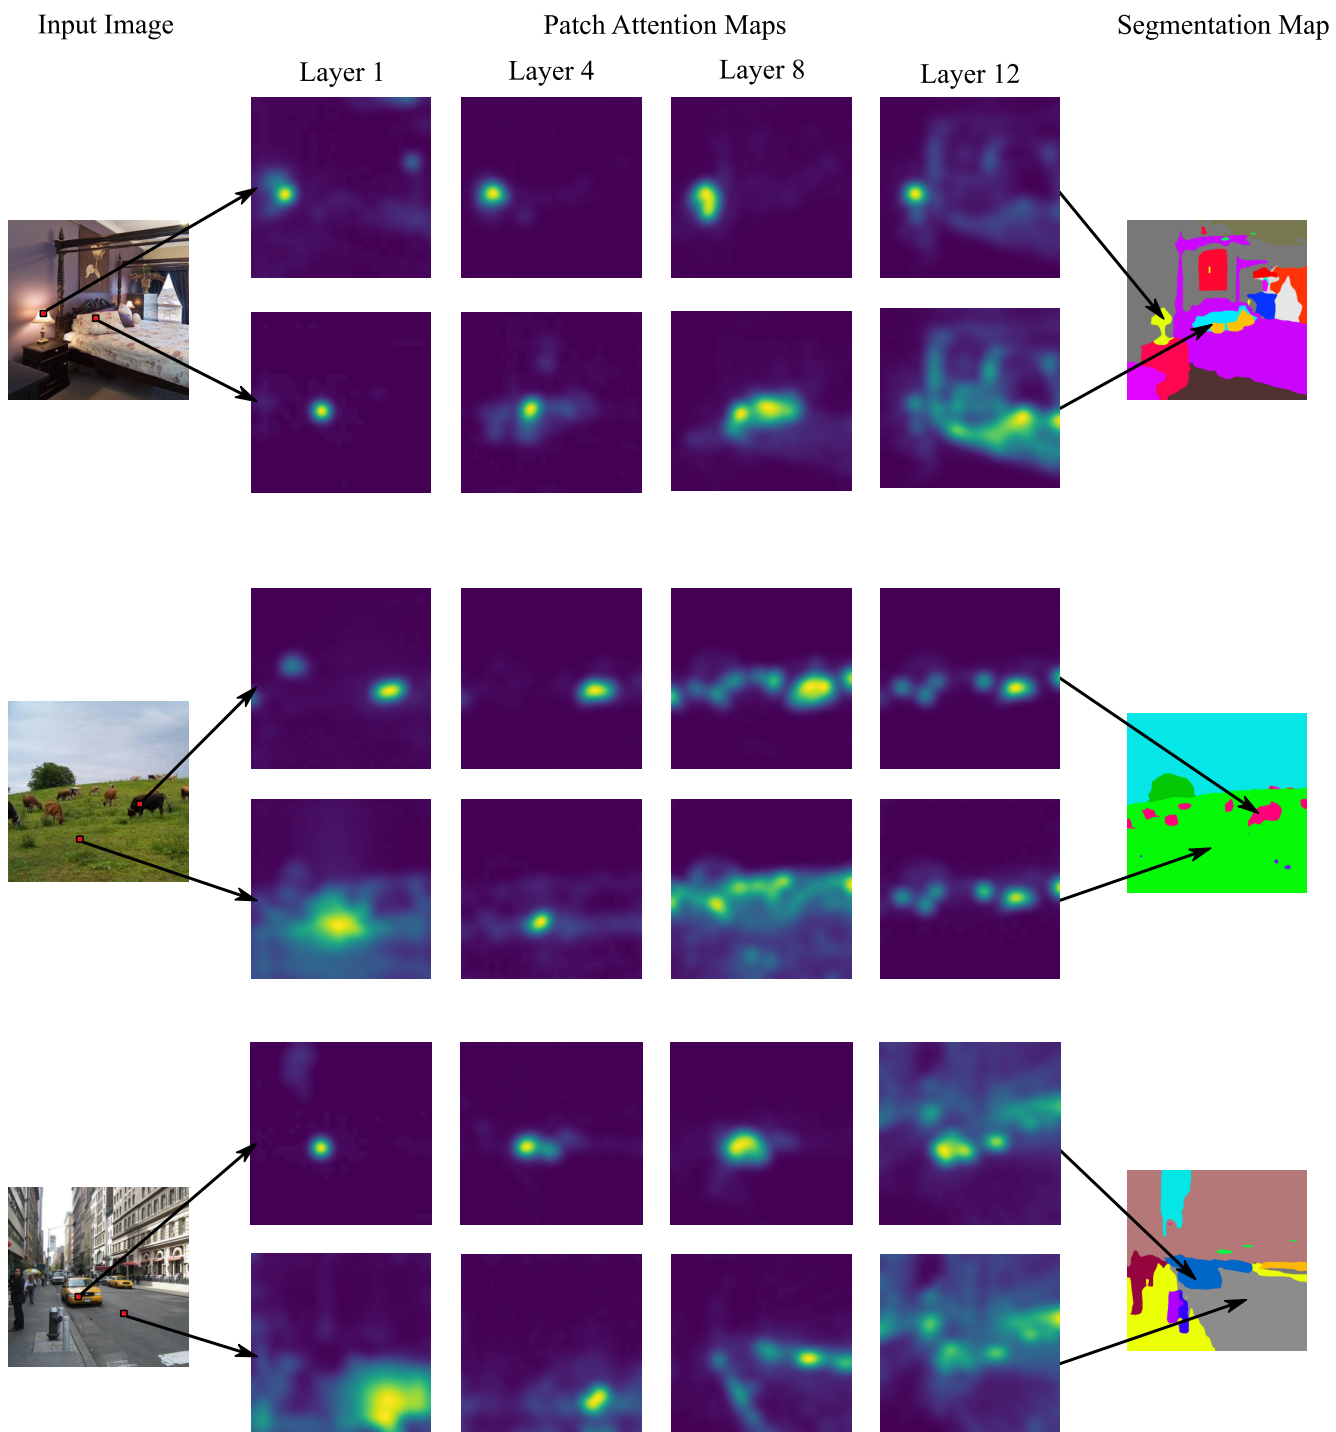 Input Image
Patch Attention Maps
Segmentation Map
Layer 1
Layer 4
Layer 8
Layer 12